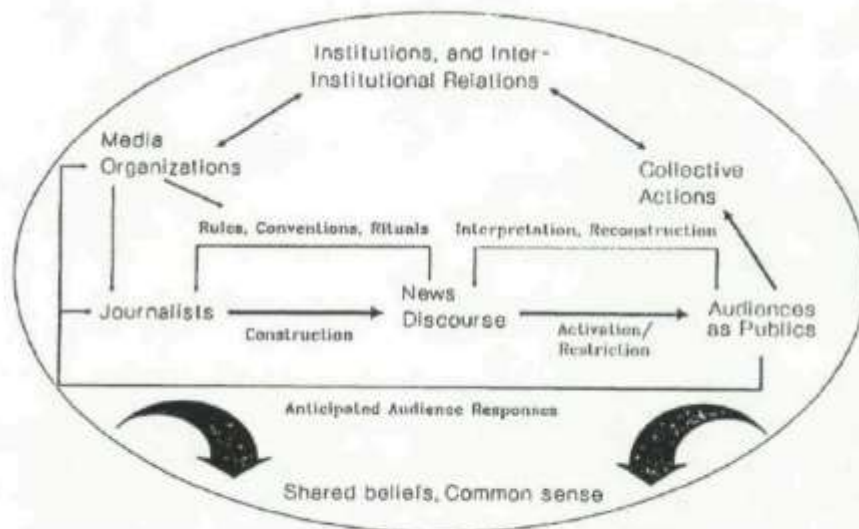 Institutions, and Inter-
Institutional Relations
Media
Organizations
Collective
Actions
Rules, Conventions, Rituals
Interpretation, Reconstruction
Journalists
News
Discourse
Audiences
as Publics
Construction
Activation/
Restriction
Anticipated Audience Responses
Shared beliefs, Common sense